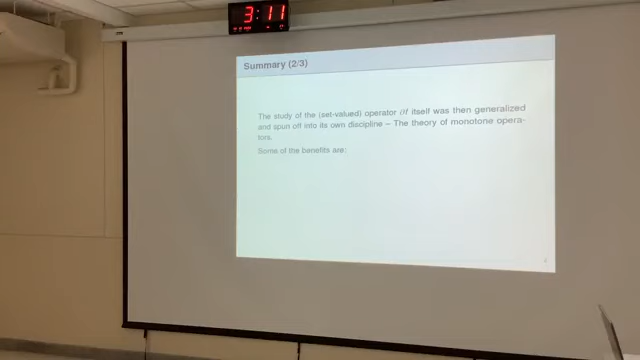 3:11
Summary (2/3)
The study of the (set-valued) operator ∂f itself was then generalized
and spun off into its own discipline – The theory of monotone opera-
tors.
Some of the benefits are: